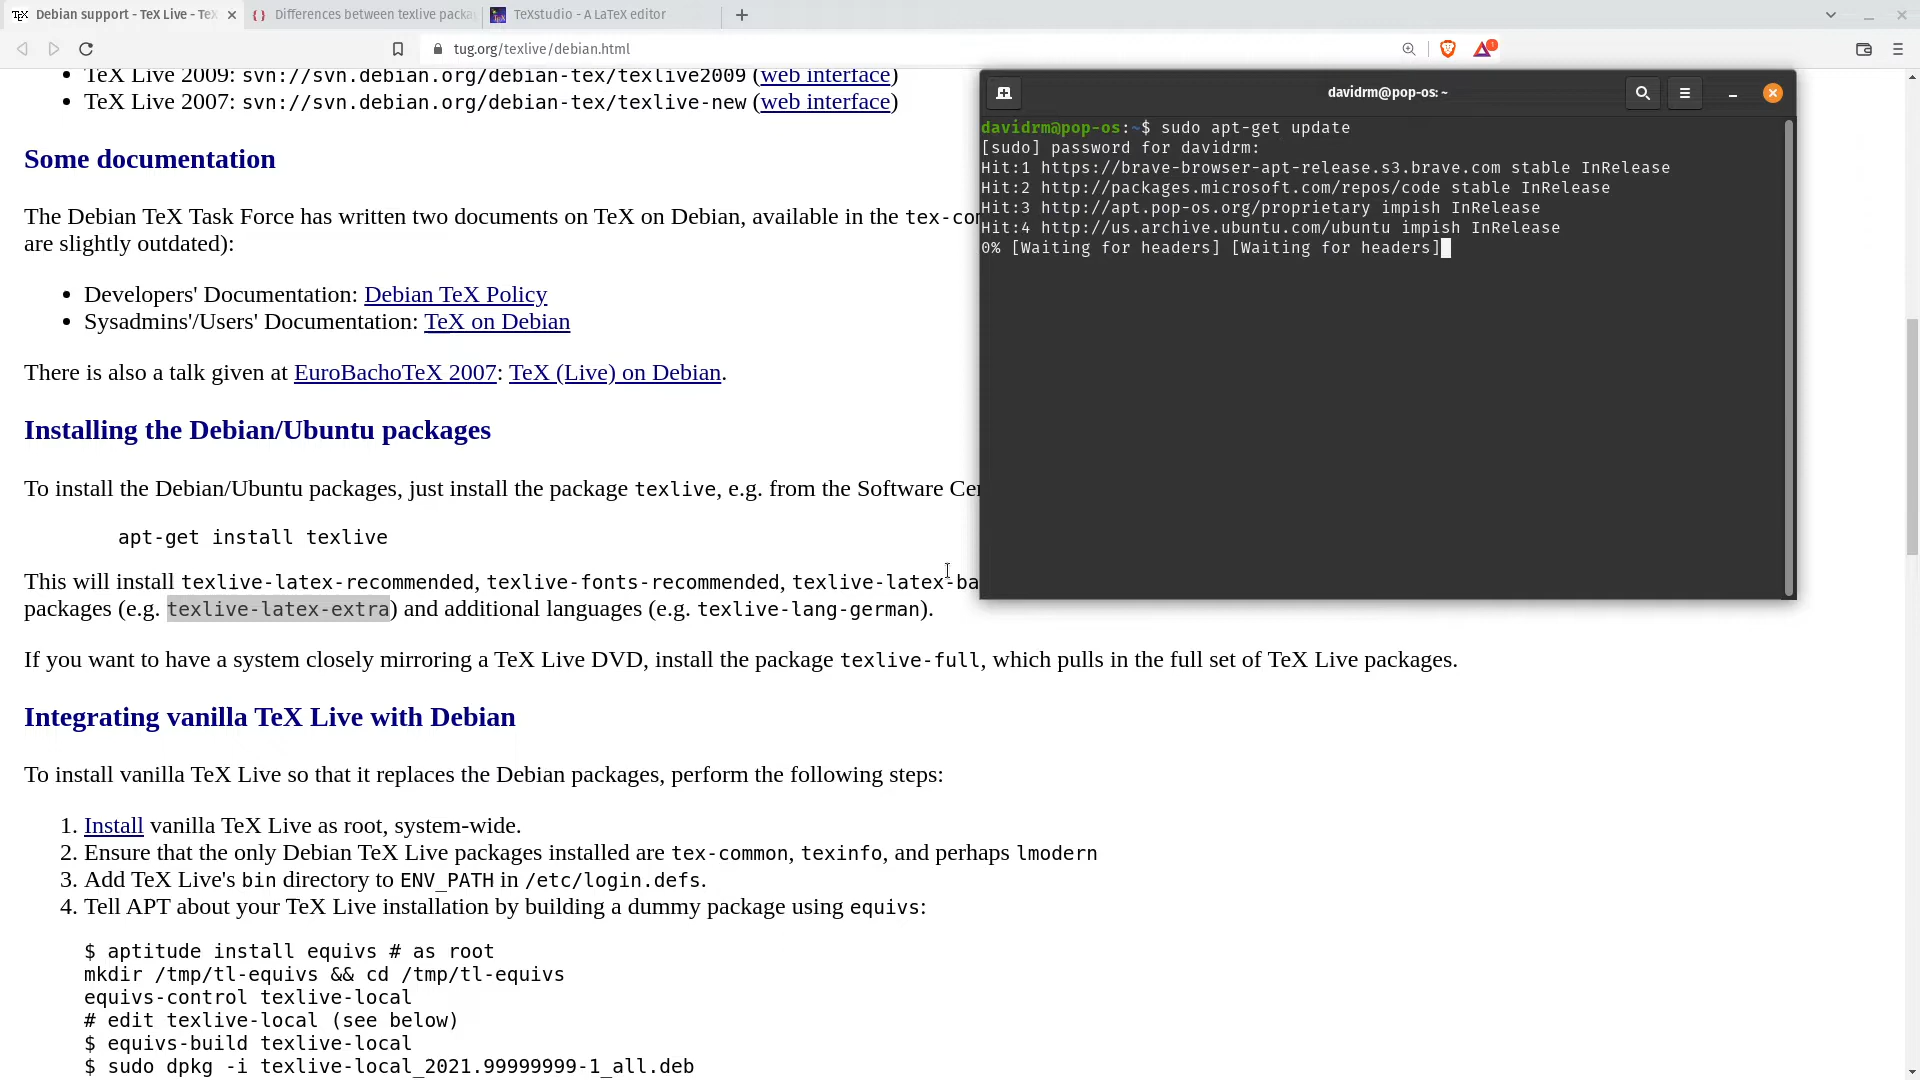 Debian support - TeX Live - TeX
Differences between texlive packa
TeXstudio - A LaTeX editor
tug.org/texlive/debian.html
1
TeX Live 2009: svn://svn.debian.org/debian-tex/texlive2009 (web interface)
TeX Live 2007: svn://svn.debian.org/debian-tex/texlive-new (web interface)
Some documentation
The Debian TeX Task Force has written two documents on TeX on Debian, available in the tex-com
are slightly outdated):
Developers' Documentation: Debian TeX Policy
Sysadmins'/Users' Documentation: TeX on Debian
There is also a talk given at EuroBachoTeX 2007: TeX (Live) on Debian.
Installing the Debian/Ubuntu packages
To install the Debian/Ubuntu packages, just install the package texlive, e.g. from the Software Cen
apt-get install texlive
This will install texlive-latex-recommended, texlive-fonts-recommended, texlive-latex-ba
packages (e.g. texlive-latex-extra) and additional languages (e.g. texlive-lang-german).
If you want to have a system closely mirroring a TeX Live DVD, install the package texlive-full, which pulls in the full set of TeX Live packages.
Integrating vanilla TeX Live with Debian
To install vanilla TeX Live so that it replaces the Debian packages, perform the following steps:
1. Install vanilla TeX Live as root, system-wide.
2. Ensure that the only Debian TeX Live packages installed are tex-common, texinfo, and perhaps lmodern
3. Add TeX Live's bin directory to ENV_PATH in /etc/login.defs.
4. Tell APT about your TeX Live installation by building a dummy package using equivs:
$ aptitude install equivs # as root
mkdir /tmp/tl-equivs && cd /tmp/tl-equivs
equivs-control texlive-local
# edit texlive-local (see below)
$ equivs-build texlive-local
$ sudo dpkg -i texlive-local_2021.99999999-1_all.deb
davidrm@pop-os: ~
davidrm@pop-os:~$ sudo apt-get update
[sudo] password for davidrm:
Hit:1 https://brave-browser-apt-release.s3.brave.com stable InRelease
Hit:2 http://packages.microsoft.com/repos/code stable InRelease
Hit:3 http://apt.pop-os.org/proprietary impish InRelease
Hit:4 http://us.archive.ubuntu.com/ubuntu impish InRelease
0% [Waiting for headers] [Waiting for headers]